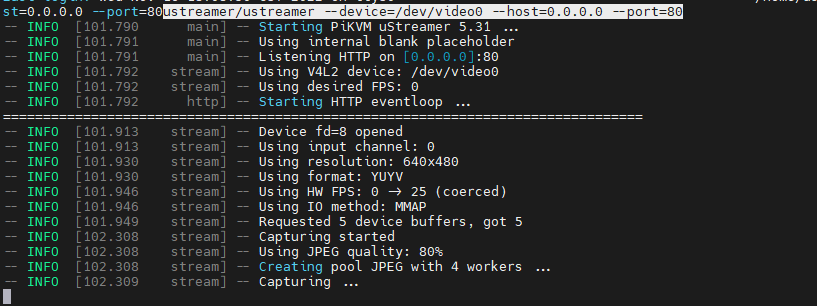 st=0.0.0.0 --port=80ustreamer/ustreamer --device=/dev/video0 --host=0.0.0.0 --port=80
-- INFO [101.790 main] -- Starting PiKVM uStreamer 5.31 ...
-- INFO [101.791 main] -- Using internal blank placeholder
-- INFO [101.791 main] -- Listening HTTP on [0.0.0.0]:80
-- INFO [101.792 stream] -- Using V4L2 device: /dev/video0
-- INFO [101.792 stream] -- Using desired FPS: 0
-- INFO [101.792 http] -- Starting HTTP eventloop ...
================================================================================
-- INFO [101.913 stream] -- Device fd=8 opened
-- INFO [101.913 stream] -- Using input channel: 0
-- INFO [101.930 stream] -- Using resolution: 640x480
-- INFO [101.930 stream] -- Using format: YUYV
-- INFO [101.946 stream] -- Using HW FPS: 0 -> 25 (coerced)
-- INFO [101.946 stream] -- Using IO method: MMAP
-- INFO [101.949 stream] -- Requested 5 device buffers, got 5
-- INFO [102.308 stream] -- Capturing started
-- INFO [102.308 stream] -- Using JPEG quality: 80%
-- INFO [102.308 stream] -- Creating pool JPEG with 4 workers ...
-- INFO [102.309 stream] -- Capturing ...